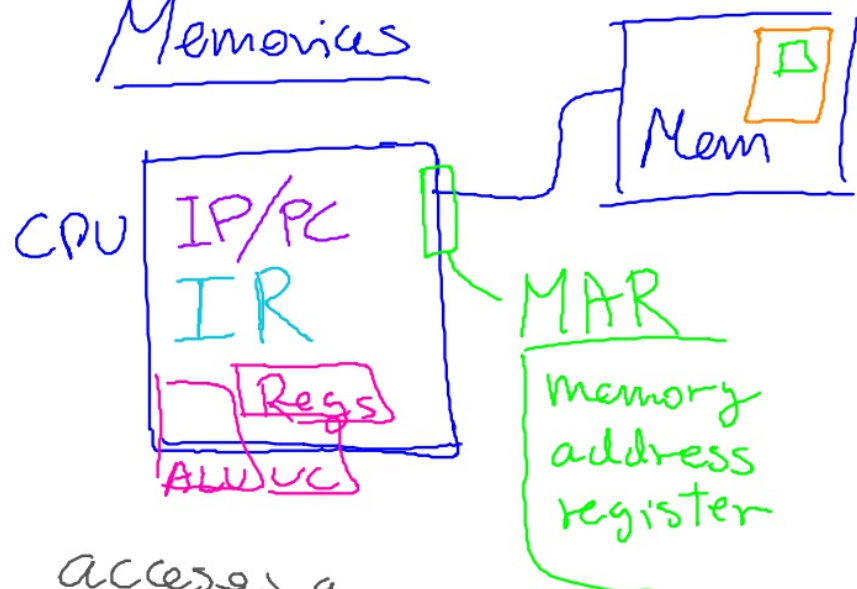 Memorias
Mem
CPU
IP/PC
IR
MAR
Regs
memory
address
register
ALU UC
a